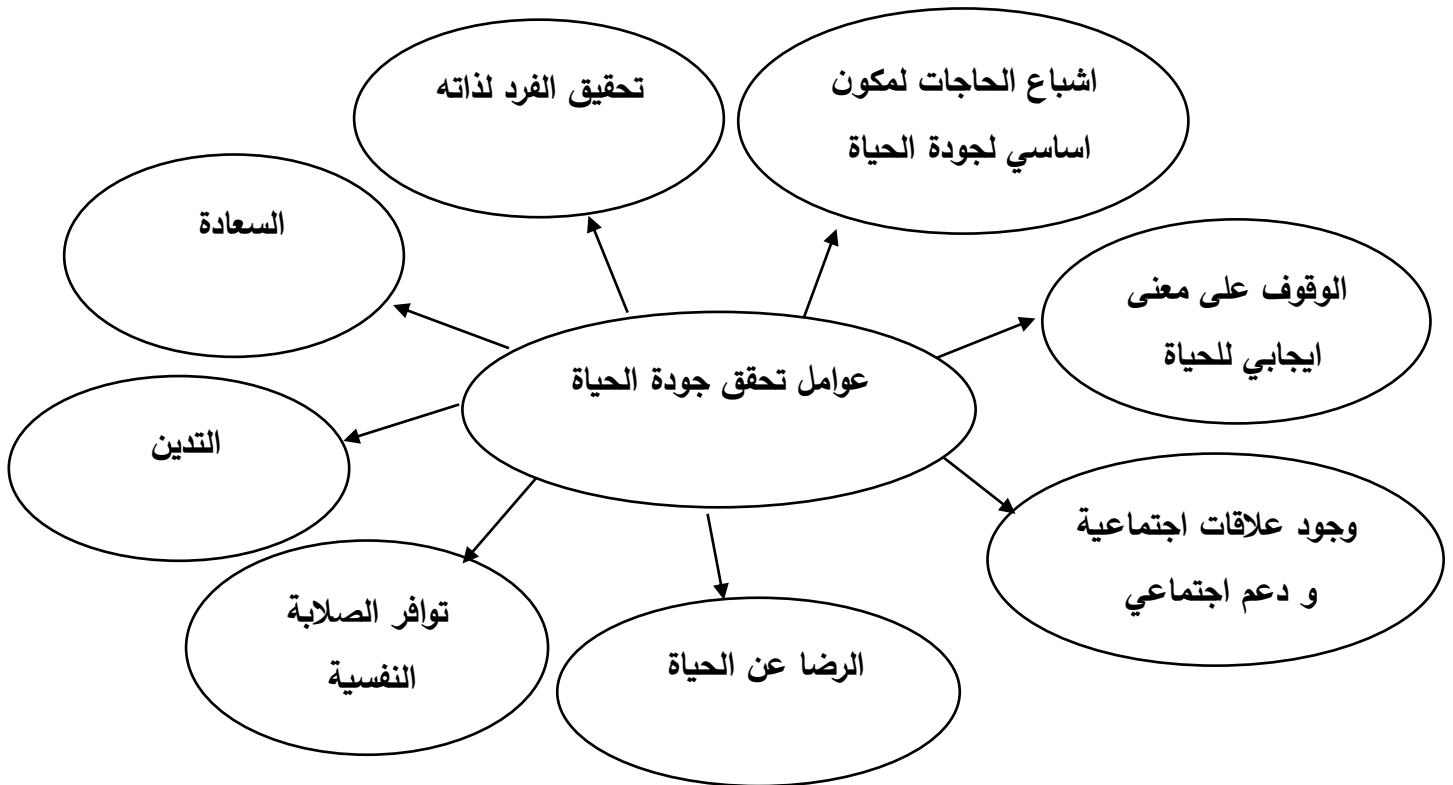 اشباع الحاجات لمكون
اساسي لجودة الحياة
تحقيق الفرد لذاته
السعادة
الوقوف على معنى
ايجابي للحياة
عوامل تحقق جودة الحياة
التدين
وجود علاقات اجتماعية
و دعم اجتماعي
توافر الصلابة
النفسية
الرضا عن الحياة